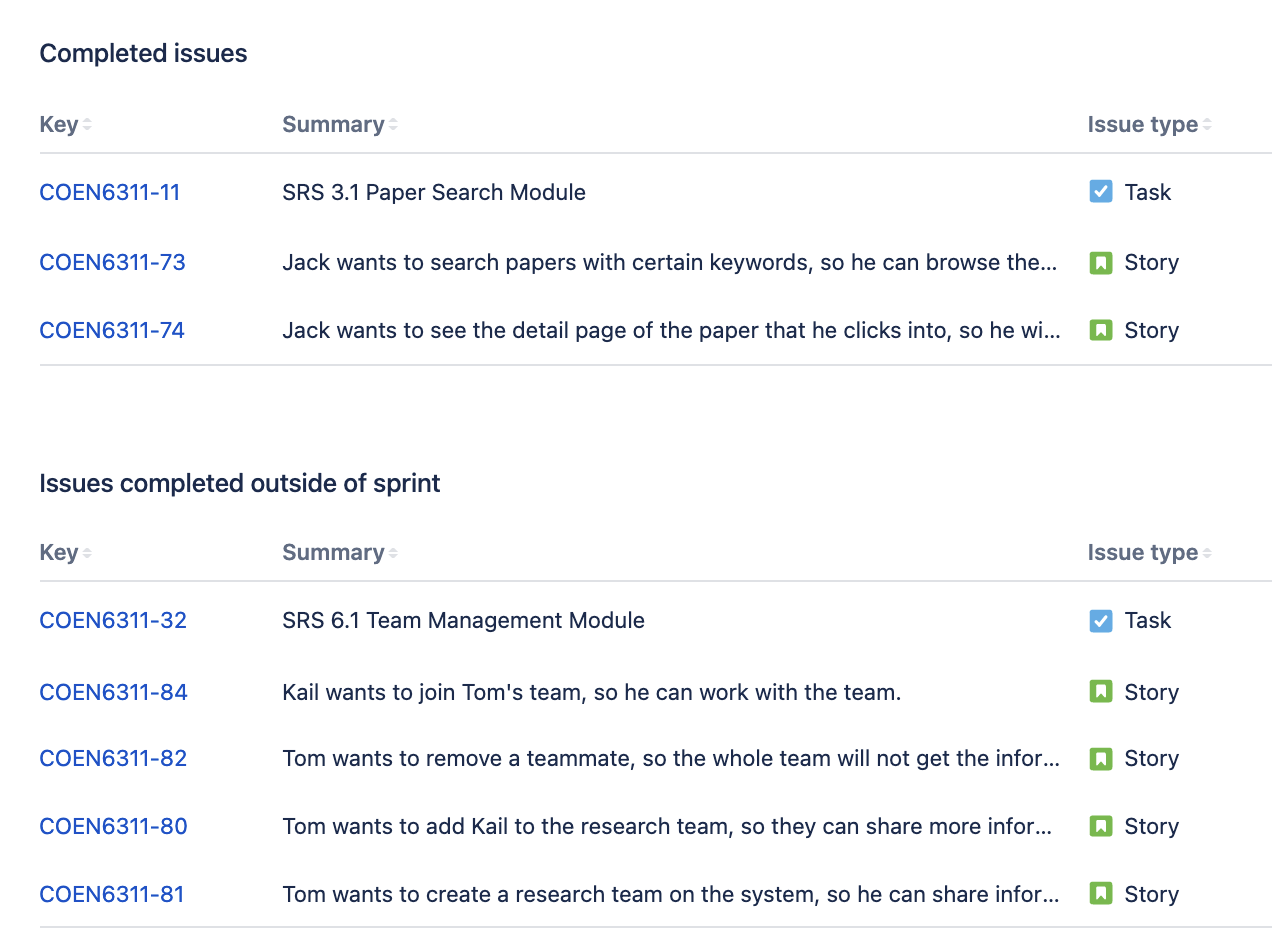 Completed issues
Key Summary Issue type
COEN6311-11 SRS 3.1 Paper Search Module Task
COEN6311-73 Jack wants to search papers with certain keywords, so he can browse the... Story
COEN6311-74 Jack wants to see the detail page of the paper that he clicks into, so he wi... Story
Issues completed outside of sprint
Key Summary Issue type
COEN6311-32 SRS 6.1 Team Management Module Task
COEN6311-84 Kail wants to join Tom's team, so he can work with the team. Story
COEN6311-82 Tom wants to remove a teammate, so the whole team will not get the infor... Story
COEN6311-80 Tom wants to add Kail to the research team, so they can share more infor... Story
COEN6311-81 Tom wants to create a research team on the system, so he can share infor... Story